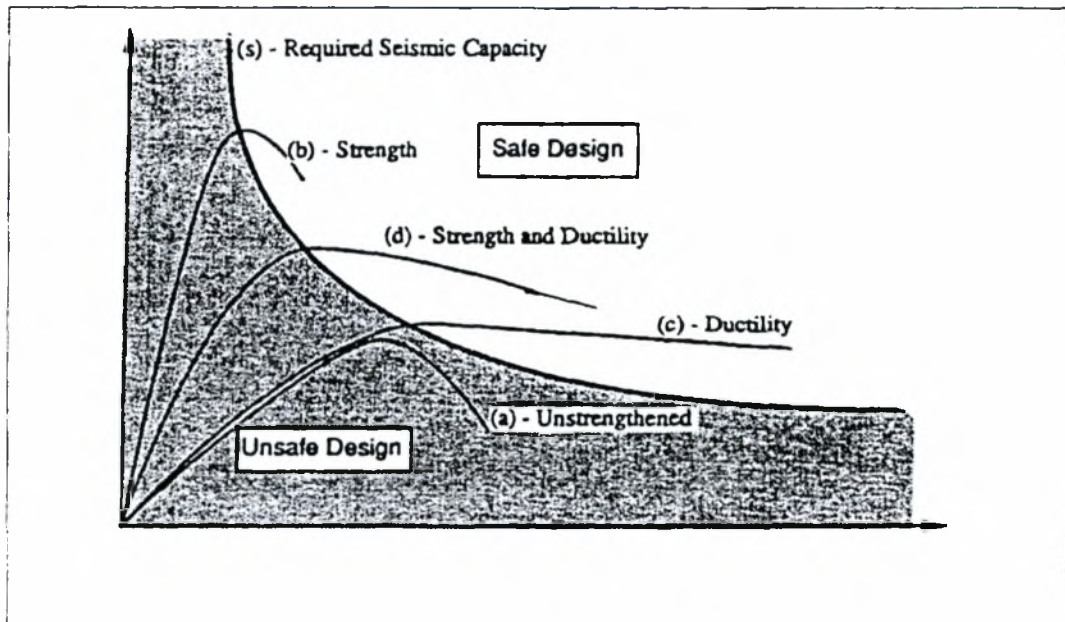 (s) - Required Seismic Capacity
(b) - Strength
Safe Design
(d) - Strength and Ductility
(c) - Ductility
(a) - Unstrengthened
Unsafe Design